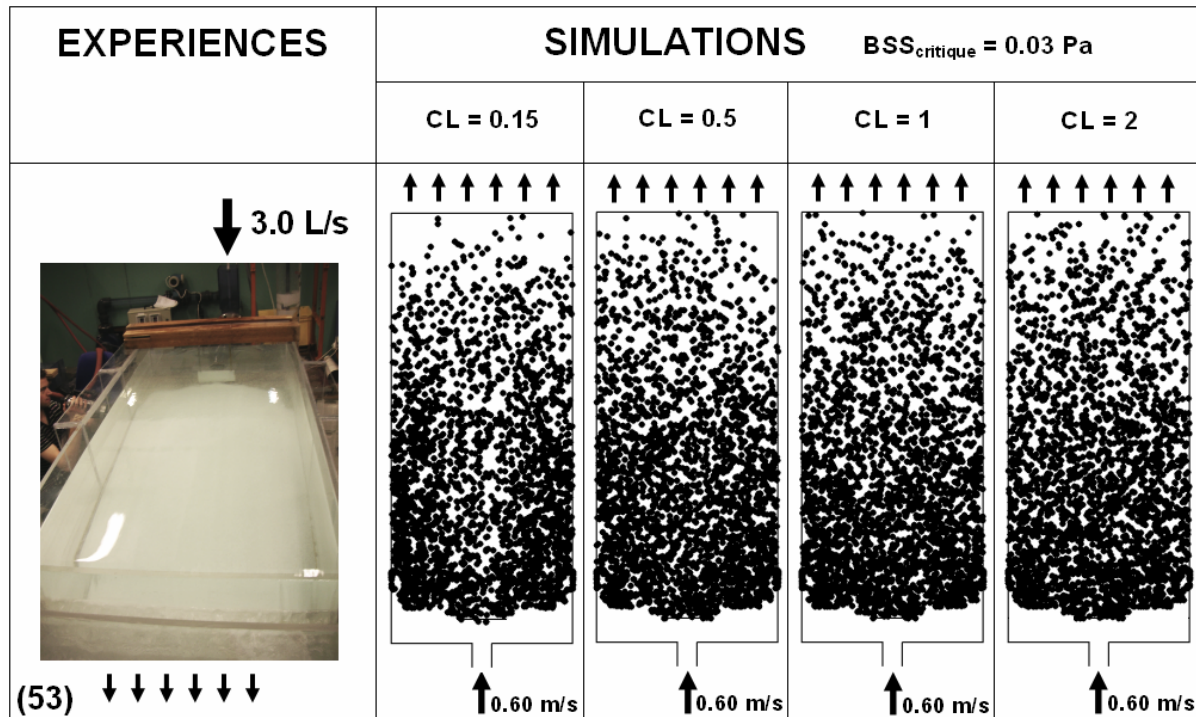 EXPERIENCES
SIMULATIONS BSScritique = 0.03 Pa
CL = 0.15
CL = 0.5
CL = 1
CL = 2
3.0 L/s
(53)
0.60 m/s
0.60 m/s
0.60 m/s
0.60 m/s